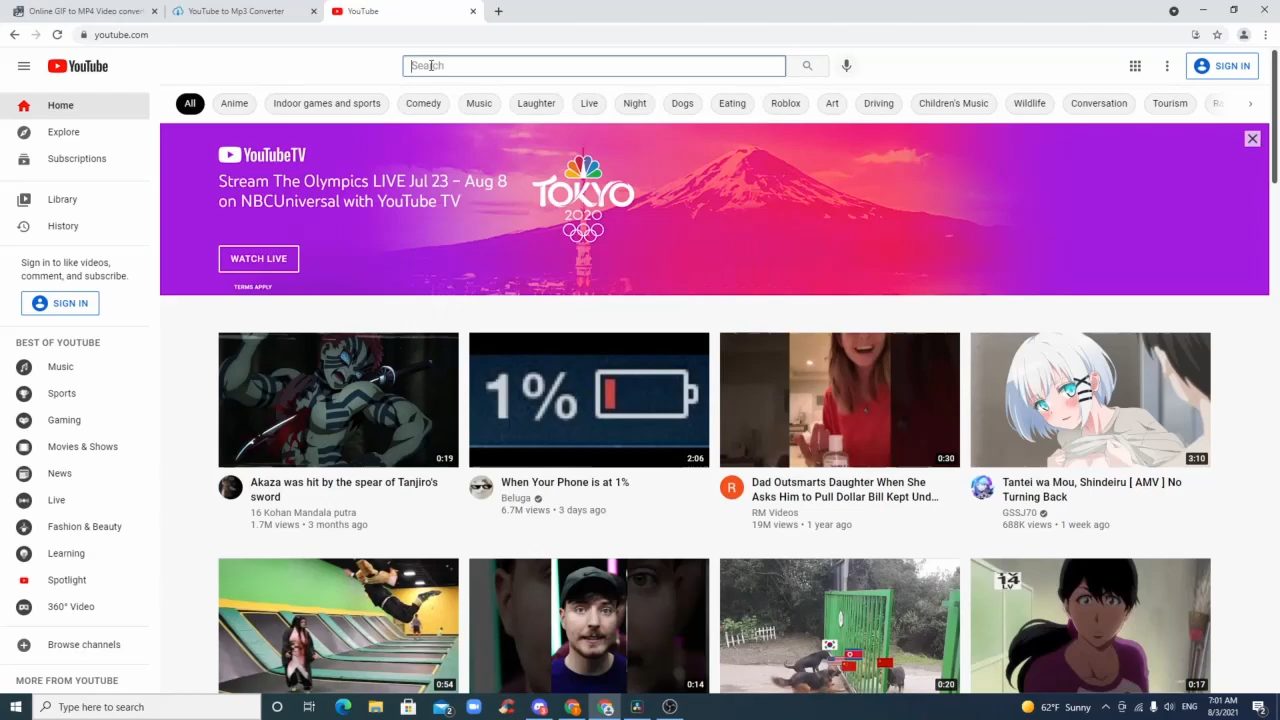 Online GIF to MP4 Video conver
YouTube to Mp3 Converter
YouTube
youtube.com
YouTube
Search
SIGN IN
Home
Explore
Subscriptions
Library
History
Sign in to like videos,
comment, and subscribe.
SIGN IN
BEST OF YOUTUBE
Music
Sports
Gaming
Movies & Shows
News
Live
Fashion & Beauty
Learning
Spotlight
360° Video
Browse channels
MORE FROM YOUTUBE
All
Anime
Indoor games and sports
Comedy
Music
Laughter
Live
Night
Dogs
Eating
Roblox
Art
Driving
Children's Music
Wildlife
Conversation
Tourism
Ra
YouTubeTV
Stream The Olympics LIVE Jul 23 – Aug 8
on NBCUniversal with YouTube TV
WATCH LIVE
TERMS APPLY
TOKYO
2020
0:19
Akaza was hit by the spear of Tanjiro's
sword
16 Kohan Mandala putra
1.7M views • 3 months ago
1%
2:06
When Your Phone is at 1%
Beluga
6.7M views • 3 days ago
0:30
R
Dad Outsmarts Daughter When She
Asks Him to Pull Dollar Bill Kept Und...
RM Videos
19M views • 1 year ago
3:10
Tantei wa Mou, Shindeiru [ AMV ] No
Turning Back
GSSJ70
688K views • 1 week ago
0:54
0:14
0:20
TV
14
LV
0:17
Type here to search
2
62°F Sunny
ENG
7:01 AM
8/3/2021
2